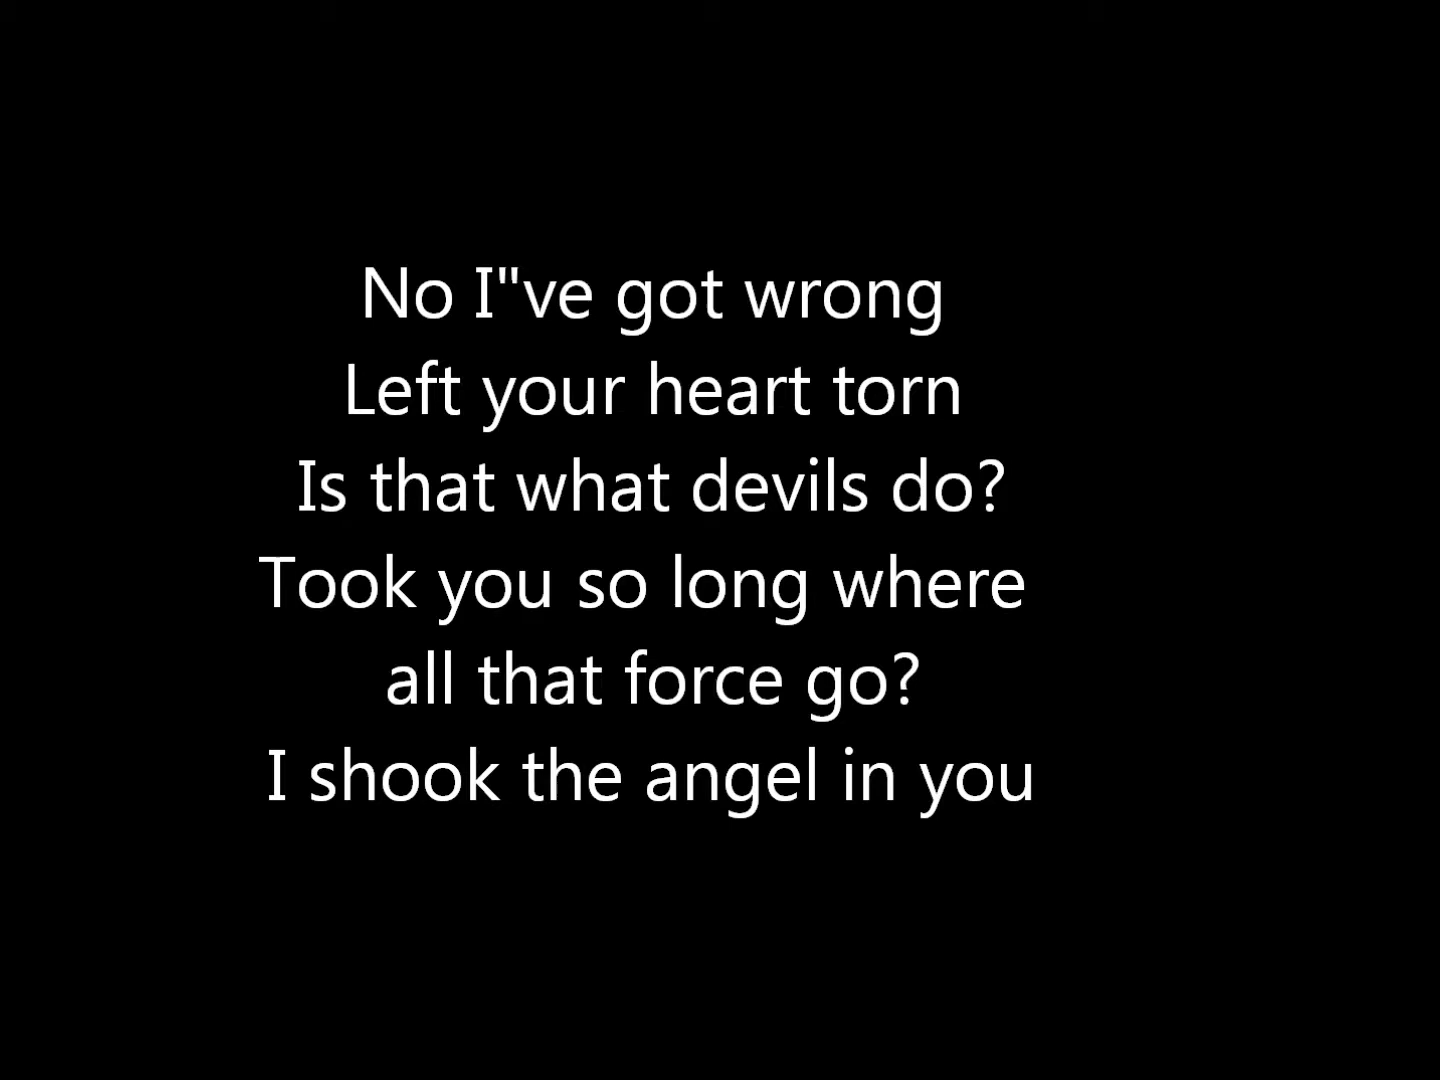 No I"ve got wrong
Left your heart torn
Is that what devils do?
Took you so long where
all that force go?
I shook the angel in you